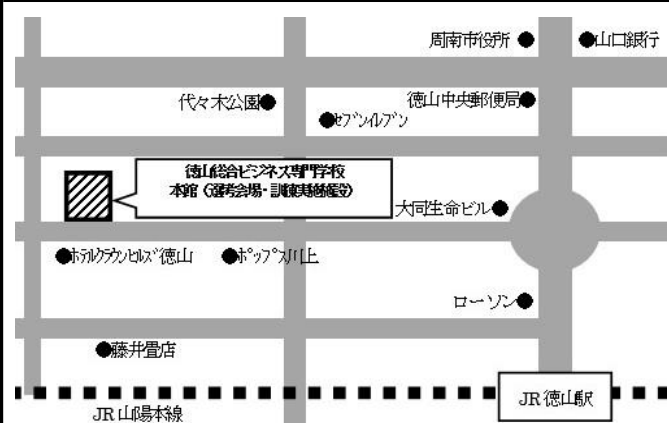 周南市役所
山口銀行
代々木公園
徳山中央郵便局
ｾﾌﾞﾝｲﾚﾌﾞﾝ
徳山総合ビジネス専門学校
本館（選考会場・訓練実施施設）
大同生命ビル
ﾎﾃﾙｸﾗｳﾝﾋﾙｽﾞ徳山
ﾎﾟｯﾌﾟｽ川上
ローソン
藤井畳店
JR徳山駅
JR山陽本線